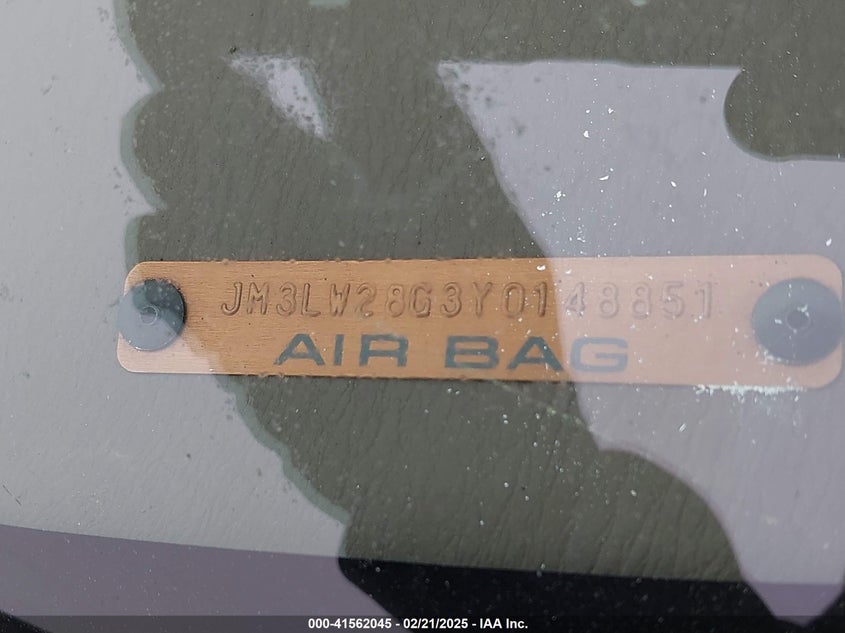 JM3LW28G3Y0148851
AIR BAG
000-41562045 - 02/21/2025 - IAA Inc.